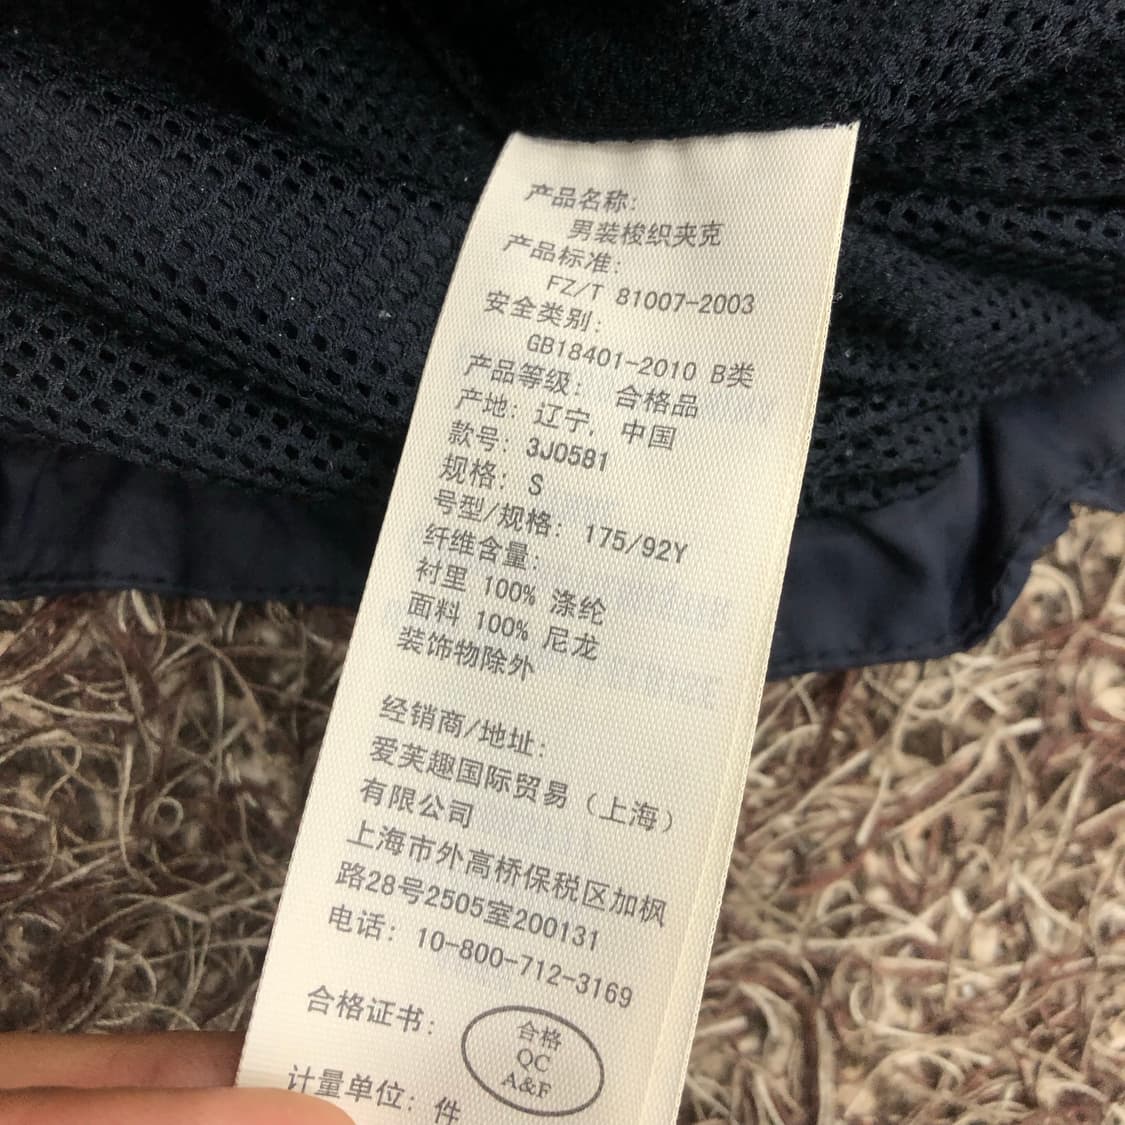 产品名称:
男装梭织夹克
产品标准:
FZ/T 81007-2003
安全类别:
GB18401-2010 B类
产品等级: 合格品
产地: 辽宁, 中国
款号: 3J0581
规格: S
号型/规格: 175/92Y
纤维含量:
衬里 100% 涤纶
面料 100% 尼龙
装饰物除外
经销商/地址:
爱芙趣国际贸易（上海）
有限公司
上海市外高桥保税区加枫
路28号2505室200131
电话: 10-800-712-3169
合格证书:
合格
QC
A&F
计量单位: 件